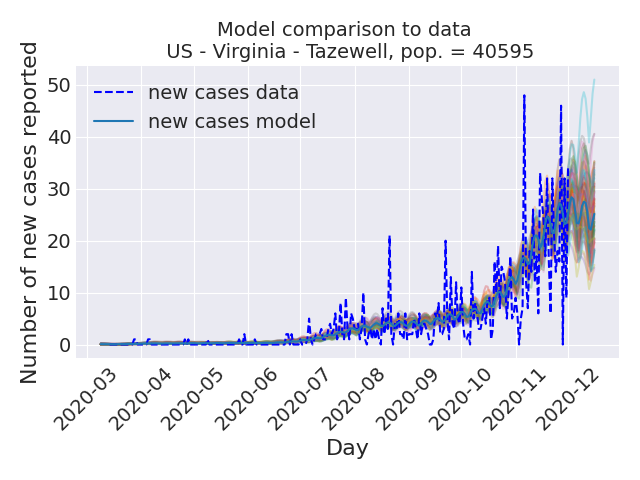 Model comparison to data
US - Virginia - Tazewell, pop. = 40595
Number of new cases reported
50
40
30
20
10
0
new cases data
new cases model
2020-03
2020-04
2020-05
2020-06
2020-07
2020-08
2020-09
2020-10
2020-11
2020-12
Day